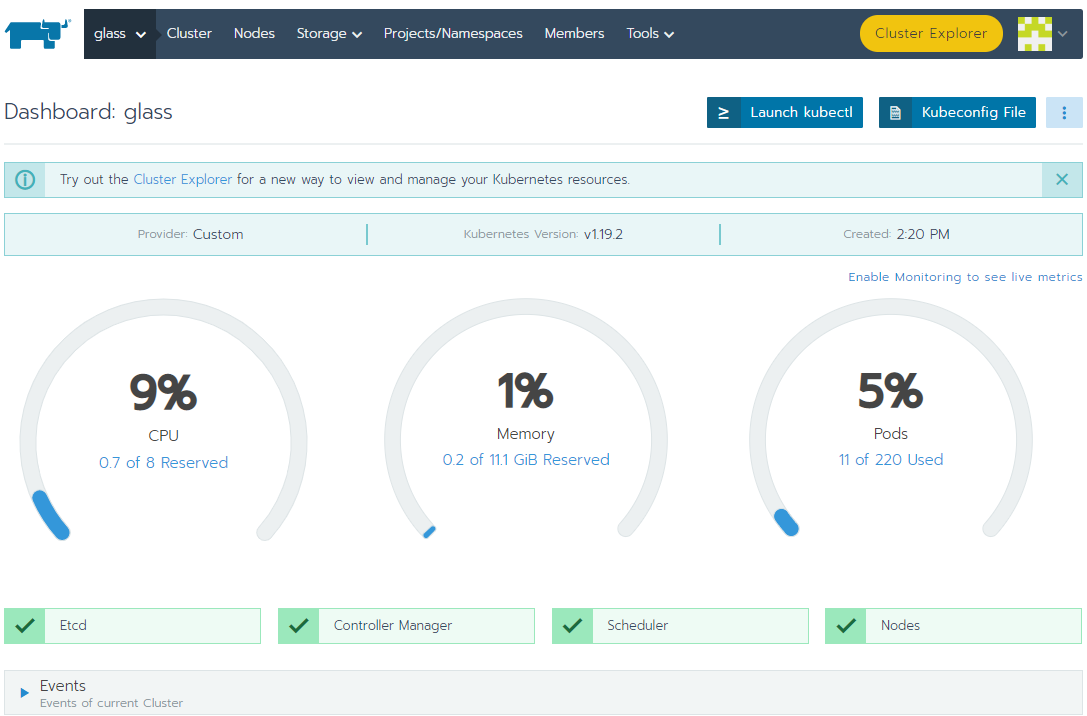 glass Cluster Nodes Storage Projects/Namespaces Members Tools Cluster Explorer
Dashboard: glass
≥ Launch kubectl Kubeconfig File
Try out the Cluster Explorer for a new way to view and manage your Kubernetes resources.
Provider: Custom Kubernetes Version: v1.19.2 Created: 2:20 PM
Enable Monitoring to see live metrics
9%
CPU
0.7 of 8 Reserved
1%
Memory
0.2 of 11.1 GiB Reserved
5%
Pods
11 of 220 Used
Etcd
Controller Manager
Scheduler
Nodes
Events
Events of current Cluster